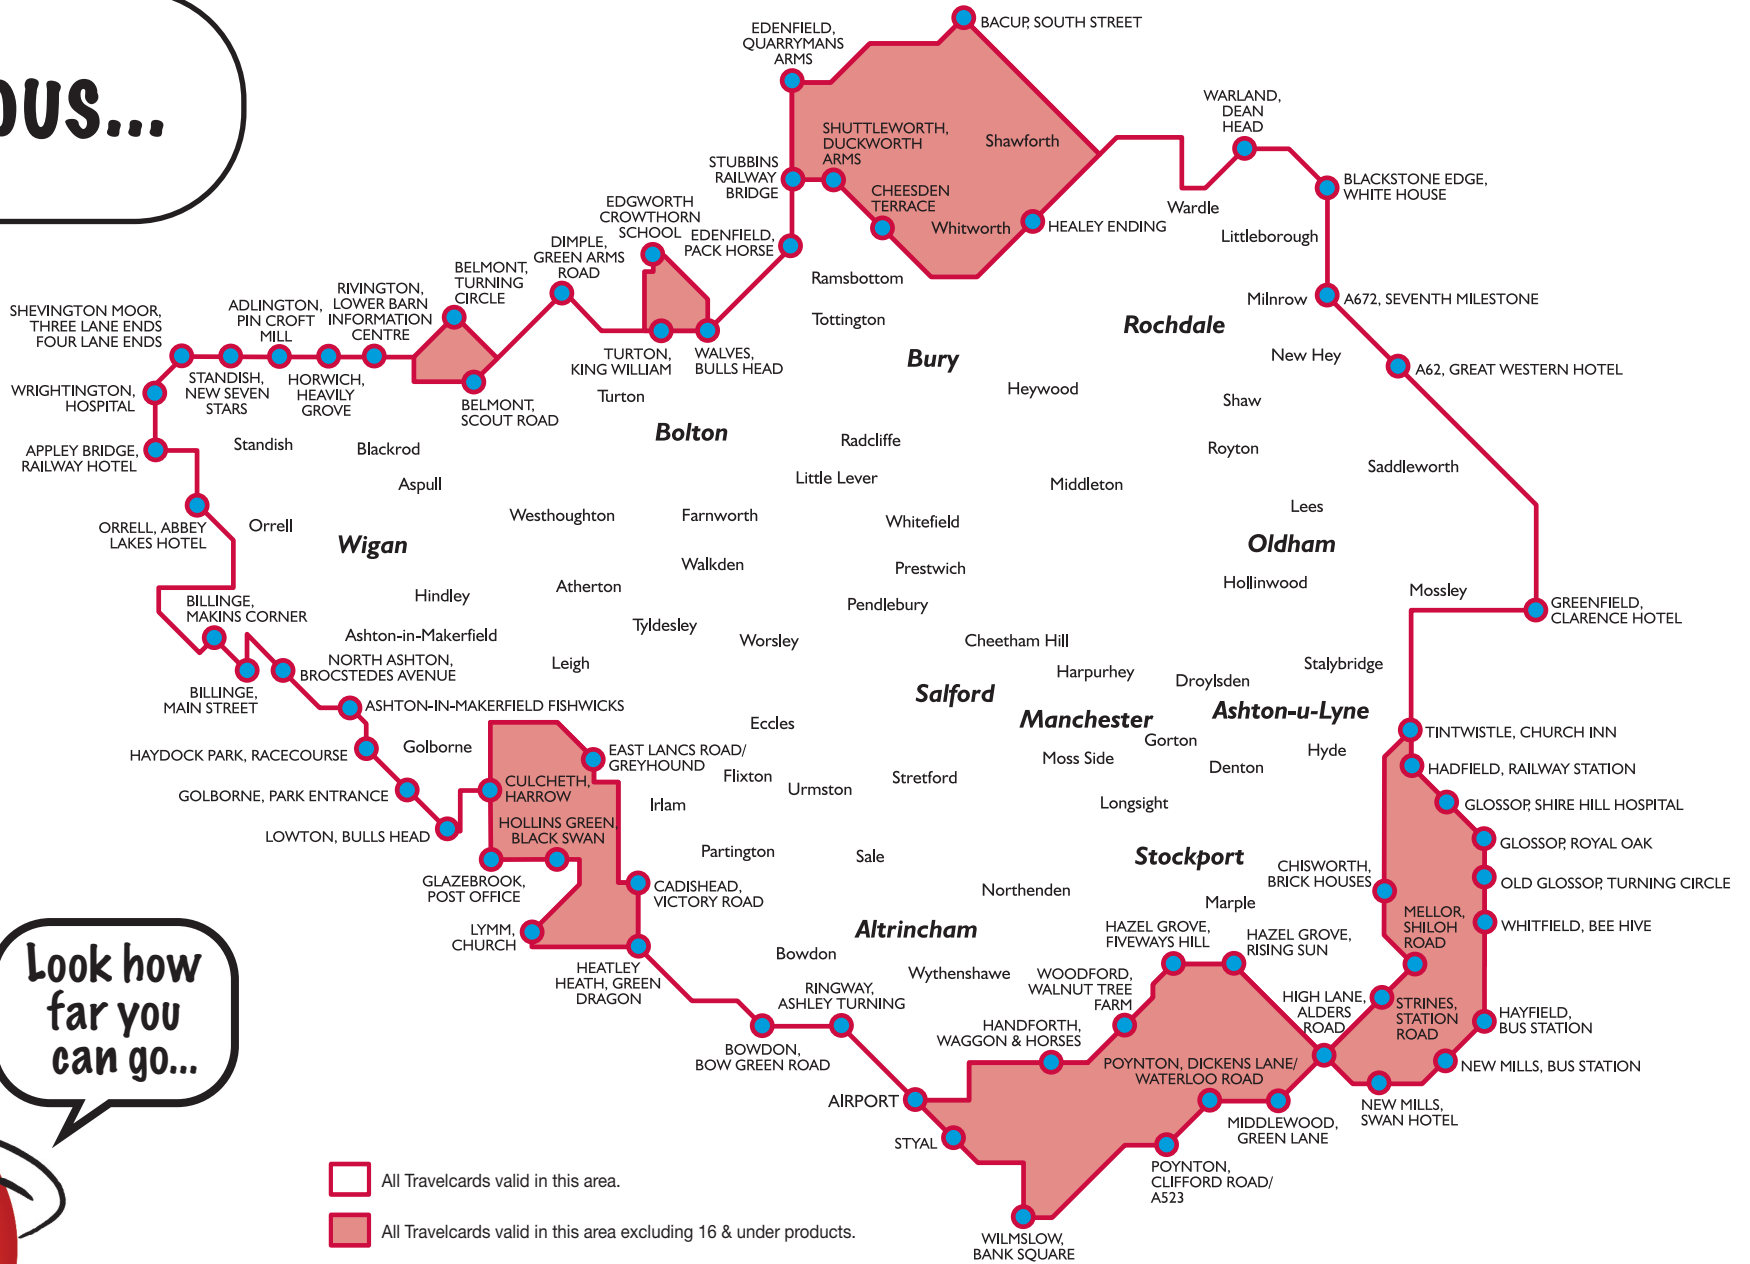 OUS...
BACUP, SOUTH STREET
EDENFIELD,
QUARRYMANS
ARMS
WARLAND,
DEAN
HEAD
SHUTTLEWORTH,
DUCKWORTH
ARMS
Shawforth
STUBBINS
RAILWAY
BRIDGE
BLACKSTONE EDGE,
WHITE HOUSE
CHEESDEN
TERRACE
Wardle
EDGWORTH
CROWTHORN
SCHOOL
Whitworth
HEALEY ENDING
EDENFIELD,
PACK HORSE
Littleborough
DIMPLE,
GREEN ARMS
ROAD
BELMONT,
TURNING
CIRCLE
Ramsbottom
RIVINGTON,
LOWER BARN
INFORMATION
CENTRE
Milnrow
A672, SEVENTH MILESTONE
ADLINGTON,
PIN CROFT
MILL
SHEVINGTON MOOR,
THREE LANE ENDS
FOUR LANE ENDS
Tottington
Rochdale
TURTON,
KING WILLIAM
WALVES,
BULLS HEAD
Bury
New Hey
A62, GREAT WESTERN HOTEL
STANDISH,
NEW SEVEN
STARS
HORWICH,
HEAVILY
GROVE
WRIGHTINGTON,
HOSPITAL
Turton
Heywood
Shaw
BELMONT,
SCOUT ROAD
Bolton
Standish
Blackrod
Radcliffe
Royton
APPLEY BRIDGE,
RAILWAY HOTEL
Saddleworth
Aspull
Little Lever
Middleton
Lees
Westhoughton
Farnworth
Whitefield
Orrell
ORRELL, ABBEY
LAKES HOTEL
Wigan
Oldham
Walkden
Prestwich
Hollinwood
Atherton
Hindley
Mossley
BILLINGE,
MAKINS CORNER
Pendlebury
GREENFIELD,
CLARENCE HOTEL
Tyldesley
Ashton-in-Makerfield
Worsley
Cheetham Hill
NORTH ASHTON,
BROCSTEDES AVENUE
Leigh
Harpurhey
Stalybridge
Droylsden
BILLINGE,
MAIN STREET
Salford
ASHTON-IN-MAKERFIELD FISHWICKS
Manchester
Ashton-u-Lyne
Eccles
TINTWISTLE, CHURCH INN
Gorton
HAYDOCK PARK, RACECOURSE
Golborne
EAST LANCS ROAD/
GREYHOUND
Moss Side
Hyde
Denton
HADFIELD, RAILWAY STATION
Flixton
Stretford
CULCHETH,
HARROW
Urmston
GOLBORNE, PARK ENTRANCE
Irlam
Longsight
GLOSSOP, SHIRE HILL HOSPITAL
HOLLINS GREEN,
BLACK SWAN
LOWTON, BULLS HEAD
GLOSSOP, ROYAL OAK
Partington
Sale
Stockport
CHISWORTH,
BRICK HOUSES
GLAZEBROOK,
POST OFFICE
CADISHEAD,
VICTORY ROAD
OLD GLOSSOP, TURNING CIRCLE
Northenden
Marple
MELLOR,
SHILOH
ROAD
WHITFIELD, BEE HIVE
LYMM,
CHURCH
Altrincham
HAZEL GROVE,
FIVEWAYS HILL
HAZEL GROVE,
RISING SUN
Bowdon
Look how
far you
can go...
HEATLEY
HEATH, GREEN
DRAGON
Wythenshawe
WOODFORD,
WALNUT TREE
FARM
RINGWAY,
ASHLEY TURNING
HIGH LANE,
ALDERS
ROAD
STRINES,
STATION
ROAD
HAYFIELD,
BUS STATION
HANDFORTH,
WAGGON & HORSES
BOWDON,
BOW GREEN ROAD
POYNTON, DICKENS LANE/
WATERLOO ROAD
NEW MILLS, BUS STATION
AIRPORT
NEW MILLS,
SWAN HOTEL
MIDDLEWOOD,
GREEN LANE
STYAL
POYNTON,
CLIFFORD ROAD/
A523
All Travelcards valid in this area.
All Travelcards valid in this area excluding 16 & under products.
WILMSLOW,
BANK SQUARE